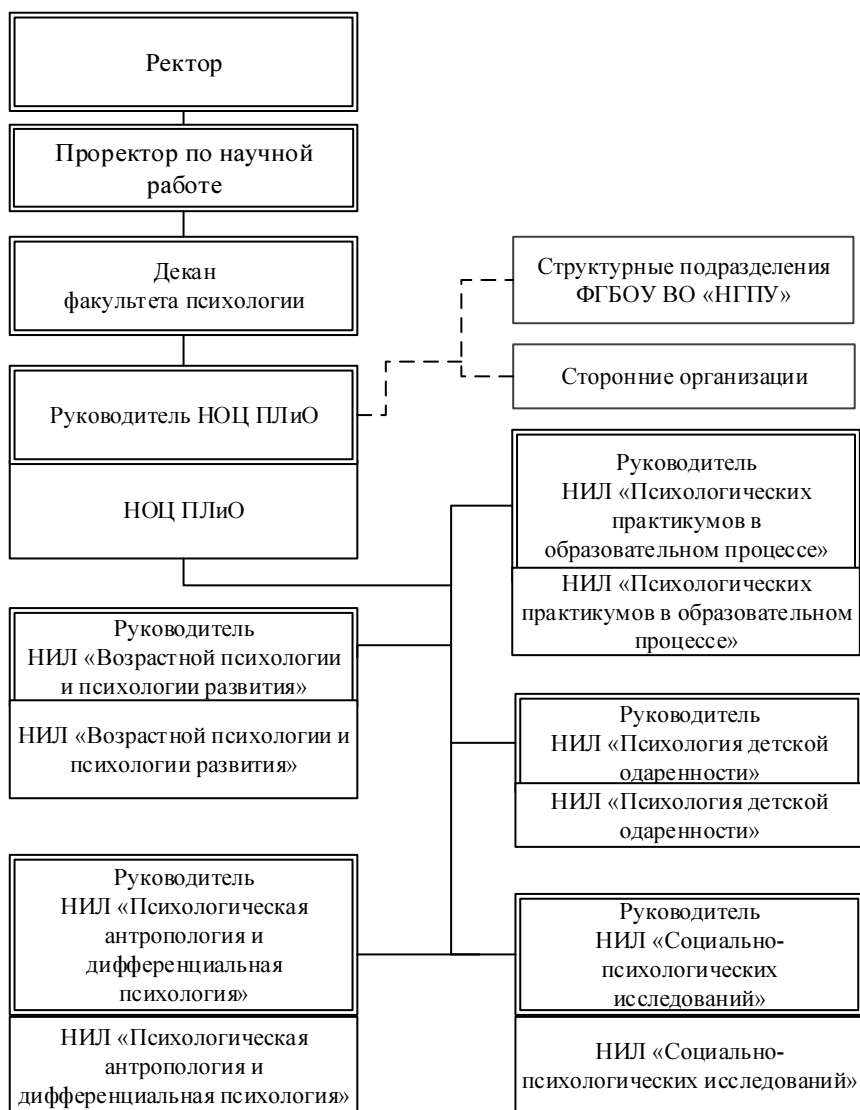 Ректор
Проректор по научной
работе
Декан
факультета психологии
Структурные подразделения
ФГБОУ ВО «НГПУ»
Сторонние организации
Руководитель НОЦ ПЛиО
НОЦ ПЛиО
Руководитель
НИЛ «Психологических
практикумов в
образовательном процессе»
НИЛ «Психологических
практикумов в образовательном
процессе»
Руководитель
НИЛ «Возрастной психологии
и психологии развития»
НИЛ «Возрастной психологии и
психологии развития»
Руководитель
НИЛ «Психология детской
одаренности»
НИЛ «Психология детской
одаренности»
Руководитель
НИЛ «Психологическая
антропология и
дифференциальная
психология»
НИЛ «Психологическая
антропология и
дифференциальная психология»
Руководитель
НИЛ «Социально-
психологических
исследований»
НИЛ «Социально-
психологических исследований»